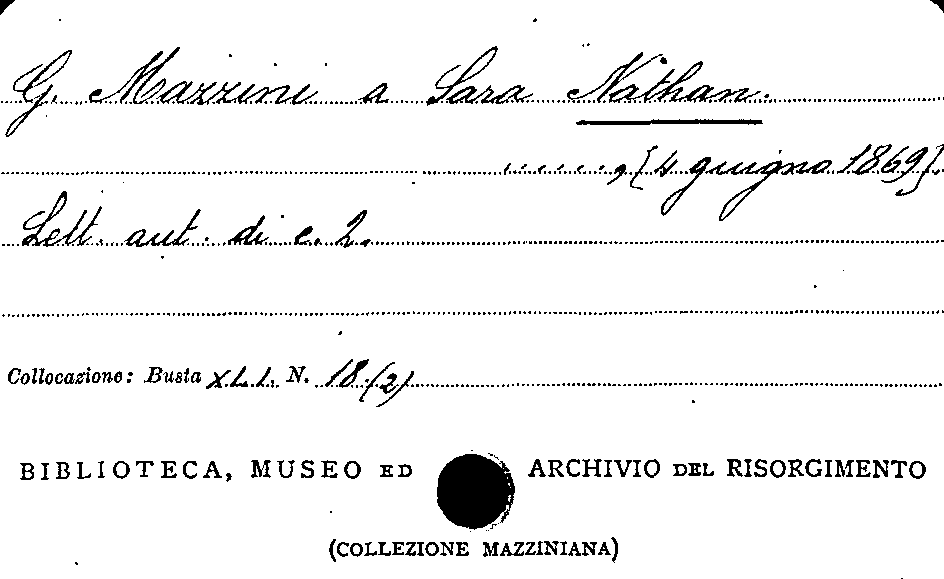 G. Mazzini a Sara Nathan.
......, [4 giugno 1869].
Lett. aut. di c. 2.
Collocazione: Busta XLI. N. 18 (2)
BIBLIOTECA, MUSEO ED ARCHIVIO DEL RISORGIMENTO
(COLLEZIONE MAZZINIANA)